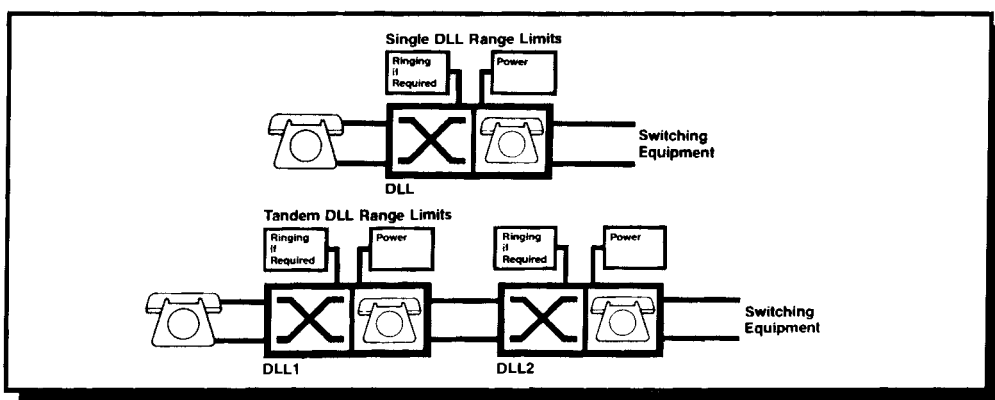 Single DLL Range Limits
Ringing
if
Required
Power
Switching
Equipment
DLL
Tandem DLL Range Limits
Ringing
if
Required
Power
Ringing
if
Required
Power
Switching
Equipment
DLL1
DLL2